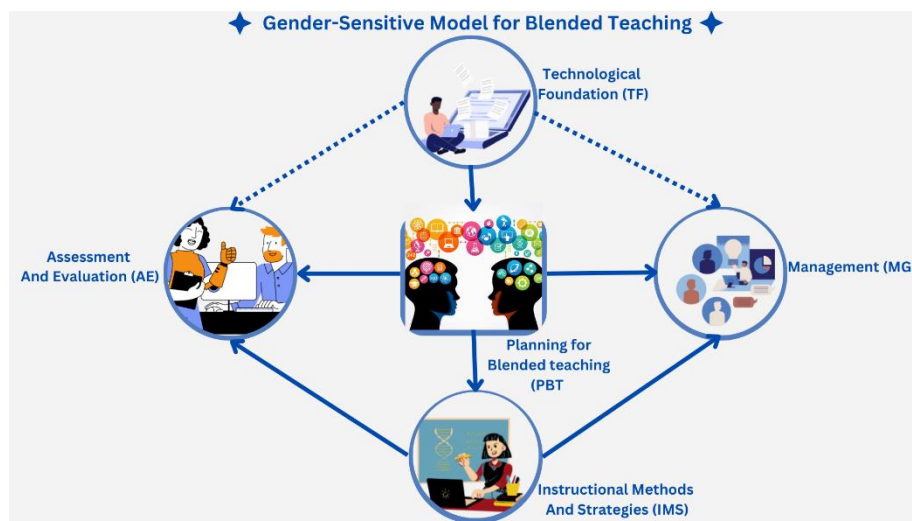 Gender-Sensitive Model for Blended Teaching
Technological
Foundation (TF)
Assessment
And Evaluation (AE)
Management (MG
Planning for
Blended teaching
(PBT
Instructional Methods
And Strategies (IMS)